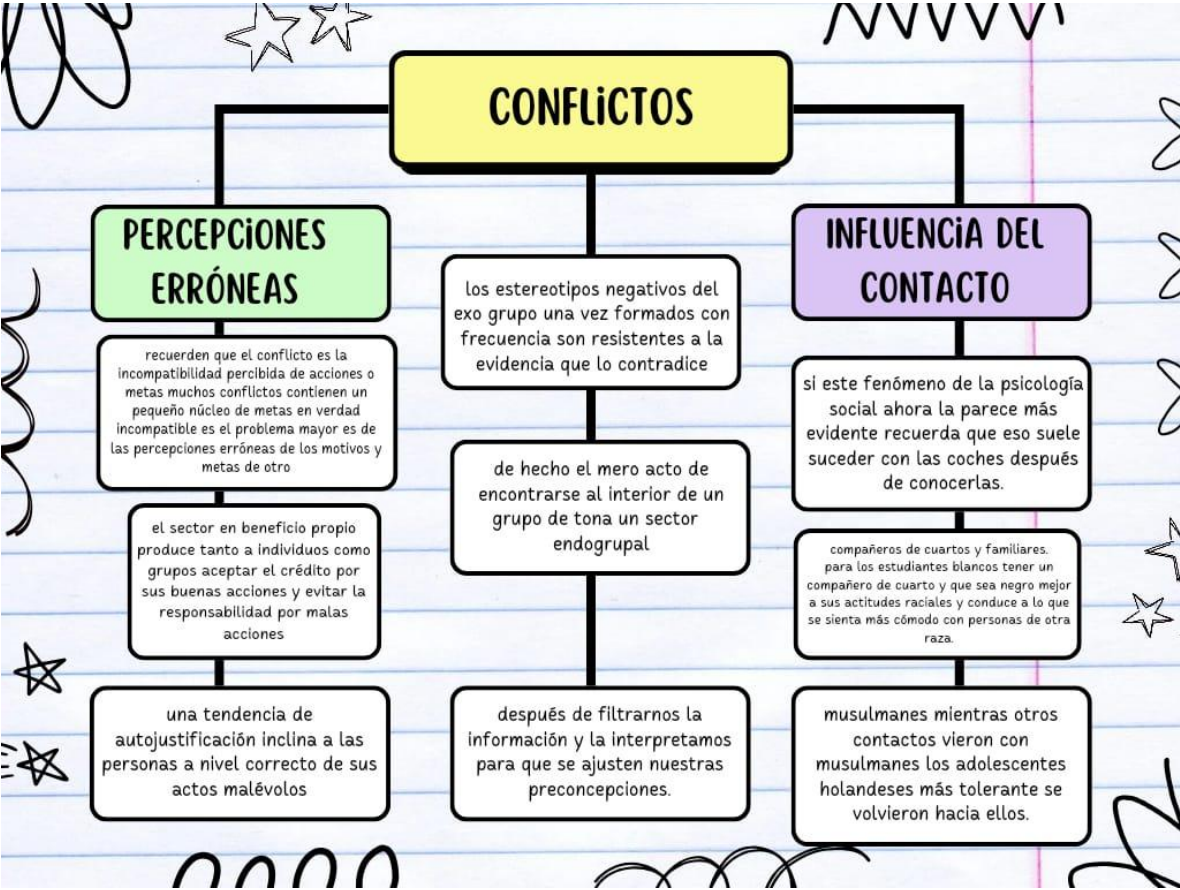 CONFLiCTOS
PERCEPCiONES
ERRÓNEAS
recuerden que el conflicto es la
incompatibilidad percibida de acciones o
metas muchos conflictos contienen un
pequeño núcleo de metas en verdad
incompatible es el problema mayor es de
las percepciones erróneas de los motivos y
metas de otro
el sector en beneficio propio
produce tanto a individuos como
grupos aceptar el crédito por
sus buenas acciones y evitar la
responsabilidad por malas
acciones
una tendencia de
autojustificación inclina a las
personas a nivel correcto de sus
actos malévolos
los estereotipos negativos del
exo grupo una vez formados con
frecuencia son resistentes a la
evidencia que lo contradice
de hecho el mero acto de
encontrarse al interior de un
grupo de tona un sector
endogrupal
después de filtrarnos la
información y la interpretamos
para que se ajusten nuestras
preconcepciones.
INFLUENCiA DEL
CONTACTO
si este fenómeno de la psicología
social ahora la parece más
evidente recuerda que eso suele
suceder con las coches después
de conocerlas.
compañeros de cuartos y familiares.
para los estudiantes blancos tener un
compañero de cuarto y que sea negro mejor
a sus actitudes raciales y conduce a lo que
se sienta más cómodo con personas de otra
raza.
musulmanes mientras otros
contactos vieron con
musulmanes los adolescentes
holandeses más tolerante se
volvieron hacia ellos.